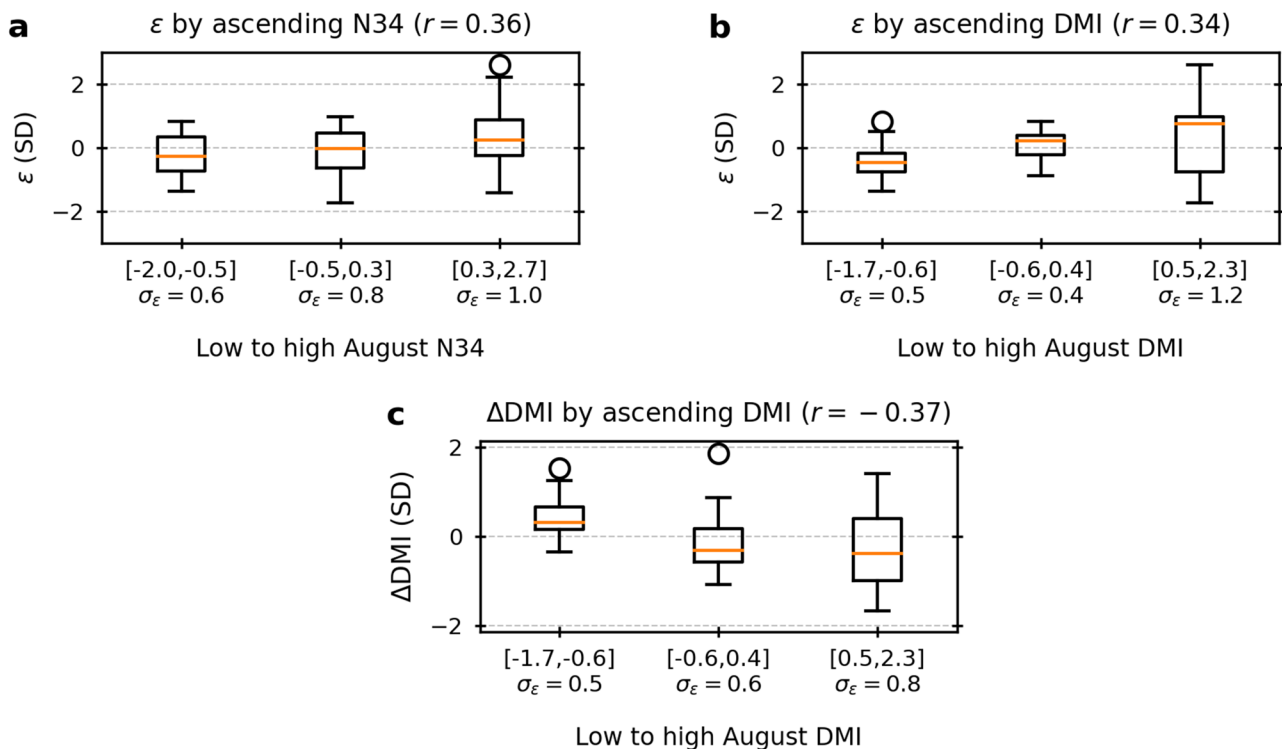 a
ε by ascending N34 (r = 0.36)
ε (SD)
2
0
−2
[-2.0,-0.5]
σε = 0.6
[-0.5,0.3]
σε = 0.8
[0.3,2.7]
σε = 1.0
Low to high August N34
b
ε by ascending DMI (r = 0.34)
ε (SD)
2
0
−2
[-1.7,-0.6]
σε = 0.5
[-0.6,0.4]
σε = 0.4
[0.5,2.3]
σε = 1.2
Low to high August DMI
c
ΔDMI by ascending DMI (r = − 0.37)
ΔDMI (SD)
2
0
−2
[-1.7,-0.6]
σε = 0.5
[-0.6,0.4]
σε = 0.6
[0.5,2.3]
σε = 0.8
Low to high August DMI